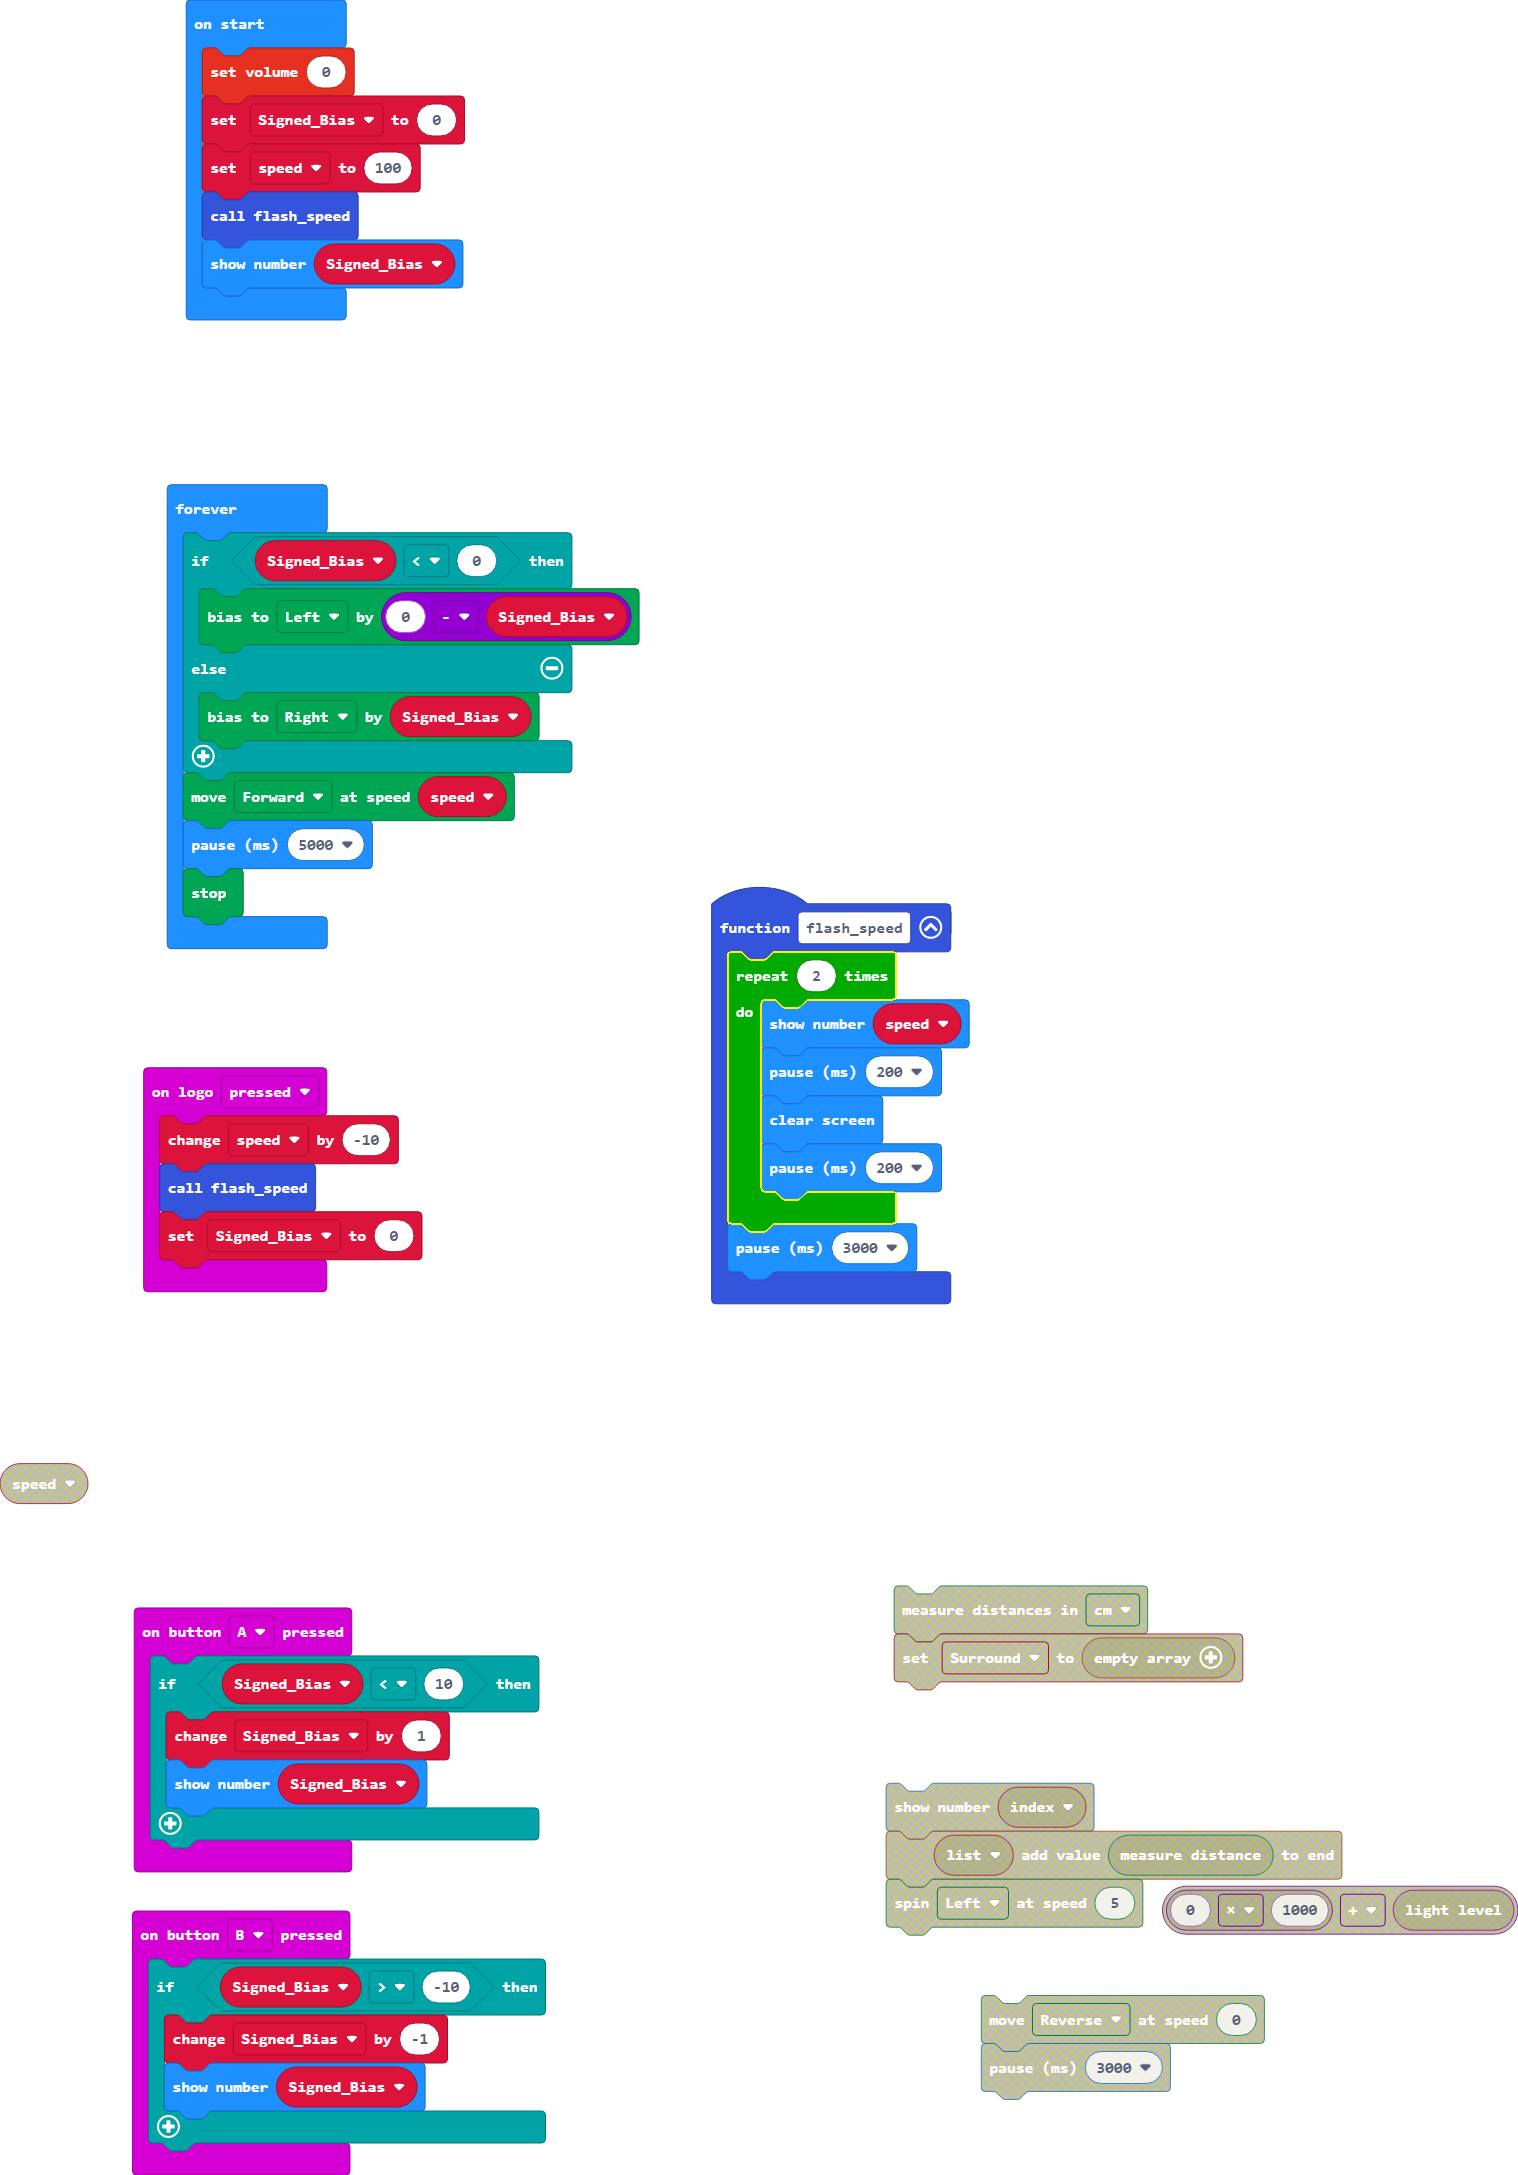 on start
set volume 0
set Signed_Bias to 0
set speed to 100
call flash_speed
show number Signed_Bias
forever
if Signed_Bias < 0 then
bias to Left by 0 - Signed_Bias
else
bias to Right by Signed_Bias
move Forward at speed speed
pause (ms) 5000
stop
function flash_speed
repeat 2 times
do show number speed
pause (ms) 200
clear screen
pause (ms) 200
pause (ms) 3000
on logo pressed
change speed by -10
call flash_speed
set Signed_Bias to 0
speed
on button A pressed
if Signed_Bias < 10 then
change Signed_Bias by 1
show number Signed_Bias
on button B pressed
if Signed_Bias > -10 then
change Signed_Bias by -1
show number Signed_Bias
measure distances in cm
set Surround to empty array
show number index
list add value measure distance to end
spin Left at speed 5
0 × 1000 + light level
move Reverse at speed 0
pause (ms) 3000